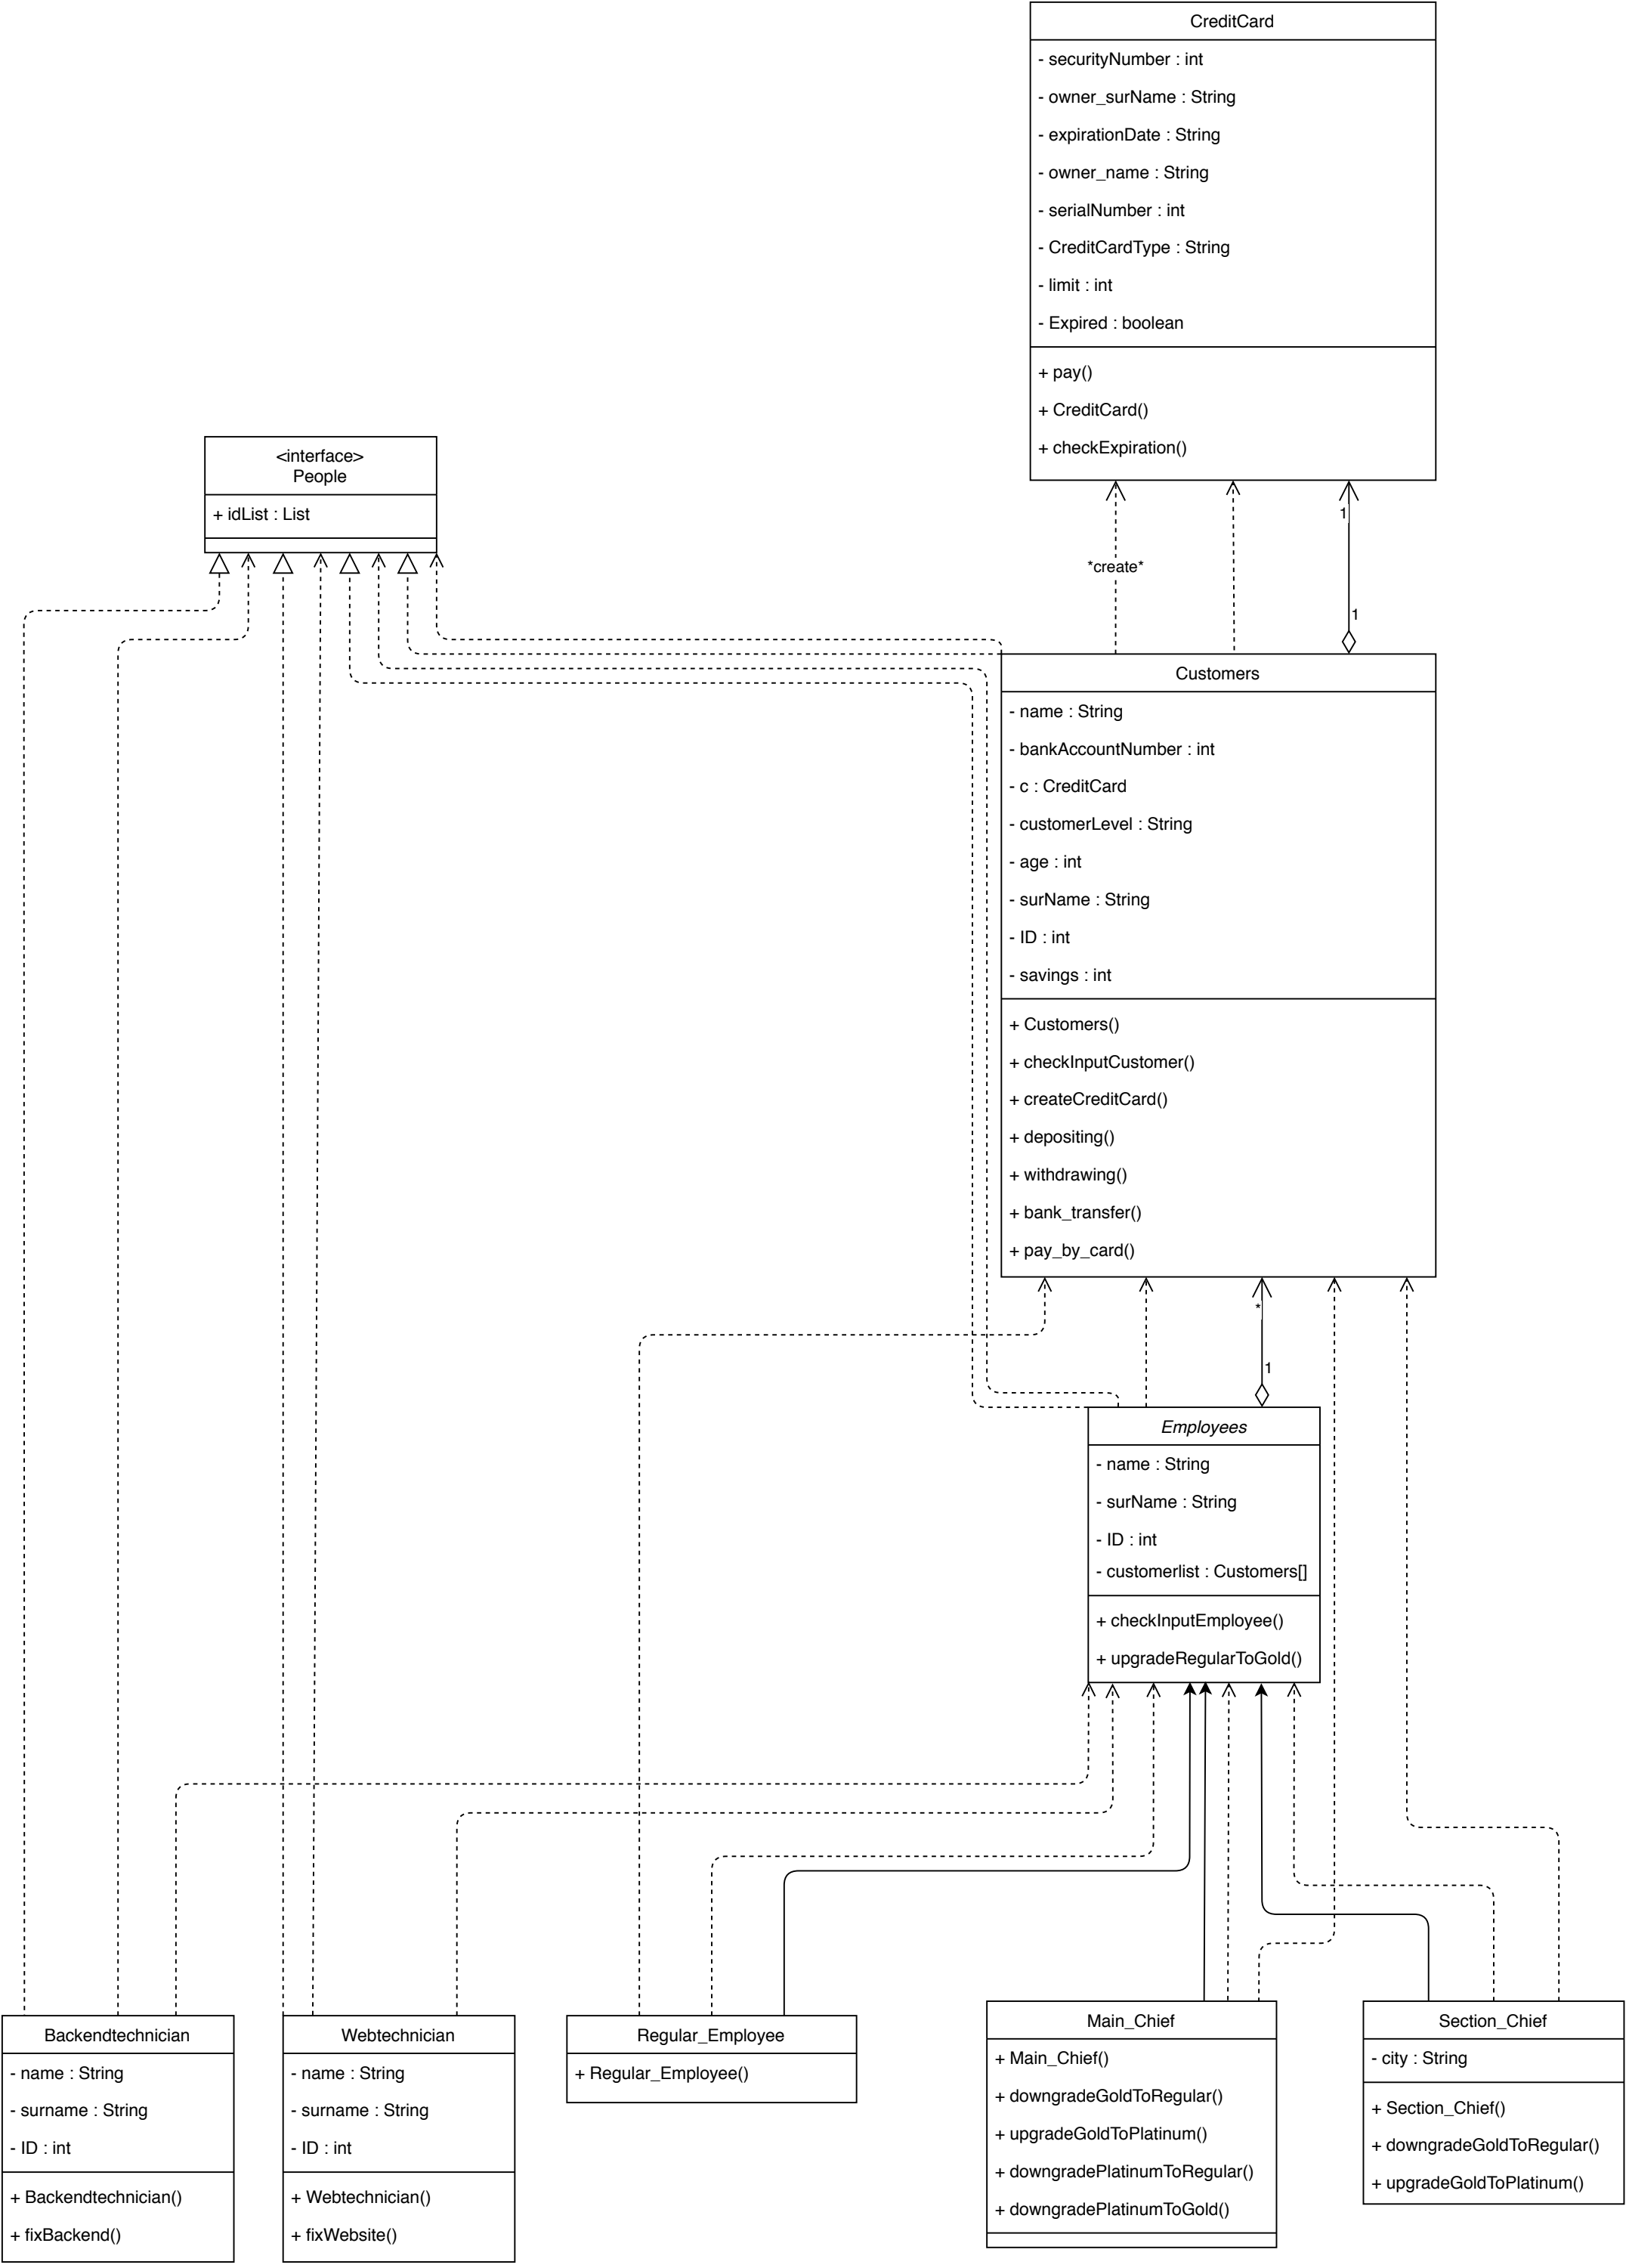 CreditCard
- securityNumber : int
- owner_surName : String
- expirationDate : String
- owner_name : String
- serialNumber : int
- CreditCardType : String
- limit : int
- Expired : boolean
+ pay()
+ CreditCard()
+ checkExpiration()
<interface>
People
+ idList : List
1
*create*
1
Customers
- name : String
- bankAccountNumber : int
- c : CreditCard
- customerLevel : String
- age : int
- surName : String
- ID : int
- savings : int
+ Customers()
+ checkInputCustomer()
+ createCreditCard()
+ depositing()
+ withdrawing()
+ bank_transfer()
+ pay_by_card()
*
1
Employees
- name : String
- surName : String
- ID : int
- customerlist : Customers[]
+ checkInputEmployee()
+ upgradeRegularToGold()
Backendtechnician
- name : String
- surname : String
- ID : int
+ Backendtechnician()
+ fixBackend()
Webtechnician
- name : String
- surname : String
- ID : int
+ Webtechnician()
+ fixWebsite()
Regular_Employee
+ Regular_Employee()
Main_Chief
+ Main_Chief()
+ downgradeGoldToRegular()
+ upgradeGoldToPlatinum()
+ downgradePlatinumToRegular()
+ downgradePlatinumToGold()
Section_Chief
- city : String
+ Section_Chief()
+ downgradeGoldToRegular()
+ upgradeGoldToPlatinum()